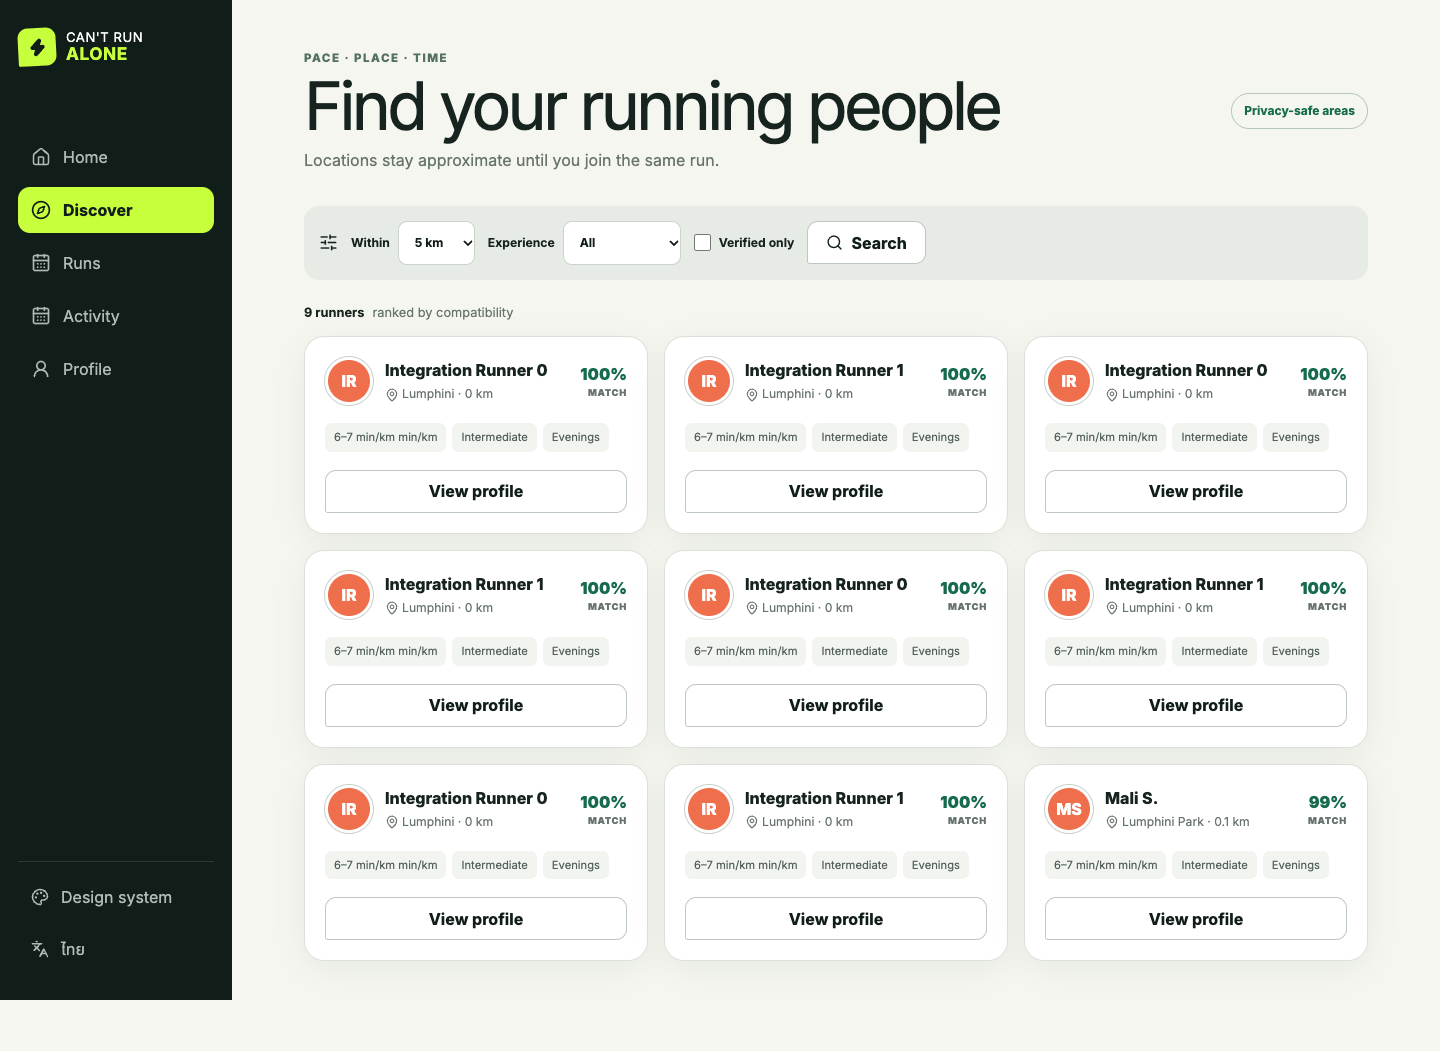 CAN'T RUN
ALONE
Home
Discover
Runs
Activity
Profile
Design system
ไทย
PACE · PLACE · TIME
Find your running people
Locations stay approximate until you join the same run.
Privacy-safe areas
Within 5 km Experience All Verified only Search
9 runners ranked by compatibility
IR Integration Runner 0 100%
Lumphini · 0 km MATCH
6–7 min/km min/km Intermediate Evenings
View profile
IR Integration Runner 1 100%
Lumphini · 0 km MATCH
6–7 min/km min/km Intermediate Evenings
View profile
IR Integration Runner 0 100%
Lumphini · 0 km MATCH
6–7 min/km min/km Intermediate Evenings
View profile
IR Integration Runner 1 100%
Lumphini · 0 km MATCH
6–7 min/km min/km Intermediate Evenings
View profile
IR Integration Runner 0 100%
Lumphini · 0 km MATCH
6–7 min/km min/km Intermediate Evenings
View profile
IR Integration Runner 1 100%
Lumphini · 0 km MATCH
6–7 min/km min/km Intermediate Evenings
View profile
IR Integration Runner 0 100%
Lumphini · 0 km MATCH
6–7 min/km min/km Intermediate Evenings
View profile
IR Integration Runner 1 100%
Lumphini · 0 km MATCH
6–7 min/km min/km Intermediate Evenings
View profile
MS Mali S. 99%
Lumphini Park · 0.1 km MATCH
6–7 min/km min/km Intermediate Evenings
View profile